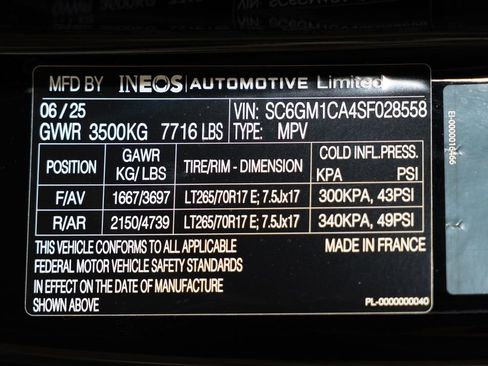 MFD BY INEOS AUTOMOTIVE Limited
06 / 25 VIN: SC6GM1CA4SF028558
GVWR 3500KG 7716 LBS TYPE: MPV
POSITION GAWR KG/ LBS TIRE/RIM - DIMENSION COLD INFL.PRESS. KPA PSI
F/AV 1667/3697 LT265/70R17 E; 7.5Jx17 300KPA, 43PSI
R/AR 2150/4739 LT265/70R17 E; 7.5Jx17 340KPA, 49PSI
THIS VEHICLE CONFORMS TO ALL APPLICABLE MADE IN FRANCE
FEDERAL MOTOR VEHICLE SAFETY STANDARDS
IN EFFECT ON THE DATE OF MANUFACTURE
SHOWN ABOVE PL-0000000040